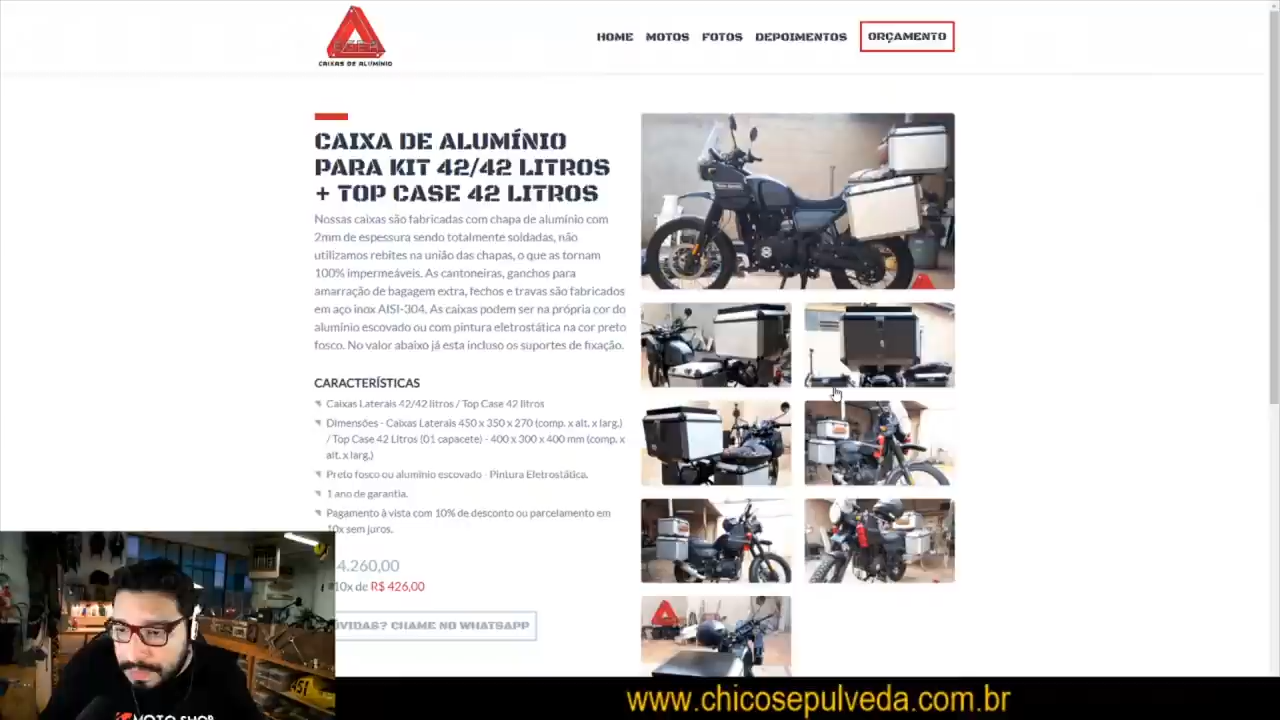 CAIXAS DE ALUMÍNIO
HOME MOTOS FOTOS DEPOIMENTOS ORÇAMENTO
CAIXA DE ALUMÍNIO
PARA KIT 42/42 LITROS
+ TOP CASE 42 LITROS
Nossas caixas são fabricadas com chapa de alumínio com
2mm de espessura sendo totalmente soldadas, não
utilizamos rebites na união das chapas, o que as tornam
100% impermeáveis. As cantoneiras, ganchos para
amarração de bagagem extra, fechos e travas são fabricados
em aço inox AISI-304. As caixas podem ser na própria cor do
alumínio escovado ou com pintura eletrostática na cor preto
fosco. No valor abaixo já esta incluso os suportes de fixação.
CARACTERÍSTICAS
Caixas Laterais 42/42 litros / Top Case 42 litros
Dimensões - Caixas Laterais 450 x 350 x 270 (comp. x alt. x larg.)
/ Top Case 42 Litros (01 capacete) - 400 x 300 x 400 mm (comp. x
alt. x larg.)
Preto fosco ou alumínio escovado - Pintura Eletrostática.
1 ano de garantia.
Pagamento à vista com 10% de desconto ou parcelamento em
10x sem juros.
4.260,00
10x de R$ 426,00
ÚVIDAS? CHAME NO WHATSAPP
MOTO SHOP
www.chicosepulveda.com.br